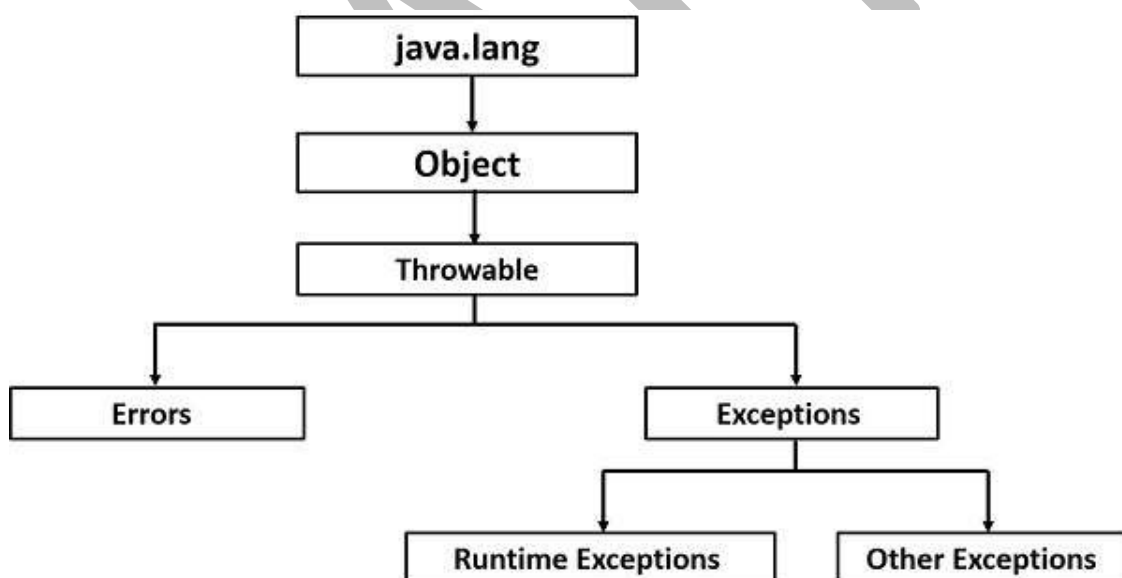 java.lang
Object
Throwable
Errors
Exceptions
Runtime Exceptions
Other Exceptions